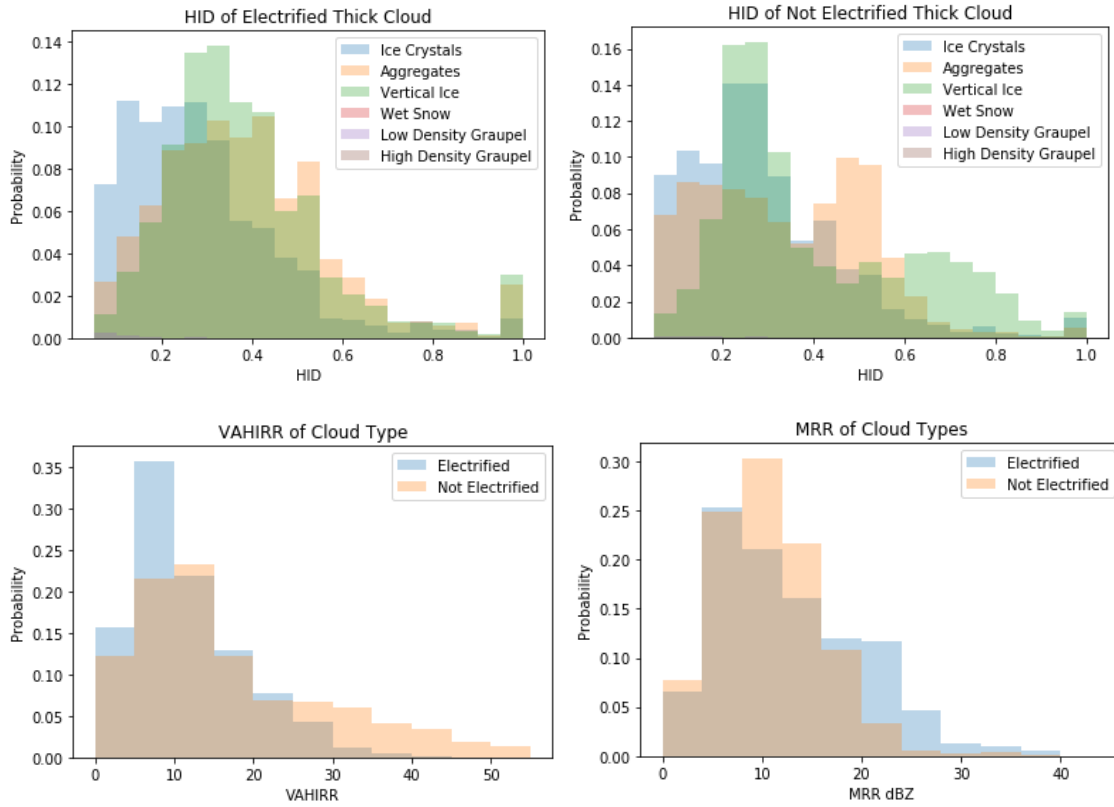 HID of Electrified Thick Cloud
0.14
0.12
0.10
0.08
0.06
0.04
0.02
0.00
Probability
Ice Crystals
Aggregates
Vertical Ice
Wet Snow
Low Density Graupel
High Density Graupel
0.2 0.4 0.6 0.8 1.0
HID
HID of Not Electrified Thick Cloud
0.16
0.14
0.12
0.10
0.08
0.06
0.04
0.02
0.00
Probability
Ice Crystals
Aggregates
Vertical Ice
Wet Snow
Low Density Graupel
High Density Graupel
0.2 0.4 0.6 0.8 1.0
HID
VAHIRR of Cloud Type
0.35
0.30
0.25
0.20
0.15
0.10
0.05
0.00
Probability
Electrified
Not Electrified
0 10 20 30 40 50
VAHIRR
MRR of Cloud Types
0.30
0.25
0.20
0.15
0.10
0.05
0.00
Probability
Electrified
Not Electrified
0 10 20 30 40
MRR dBZ